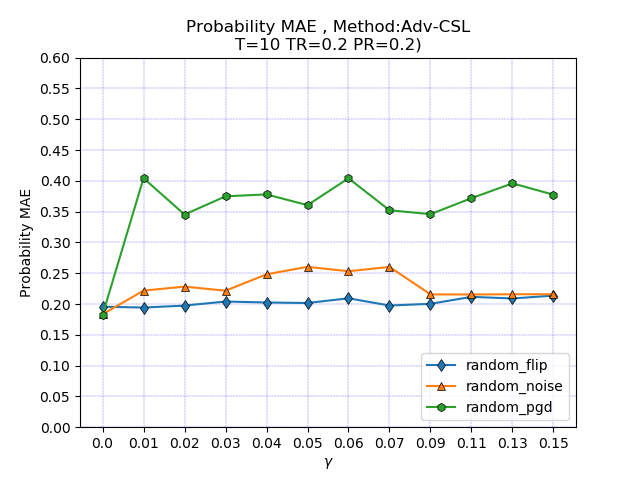 Probability MAE , Method:Adv-CSL
T=10 TR=0.2 PR=0.2)
Probability MAE
0.60
0.55
0.50
0.45
0.40
0.35
0.30
0.25
0.20
0.15
0.10
0.05
0.00
random_flip
random_noise
random_pgd
0.0 0.01 0.02 0.03 0.04 0.05 0.06 0.07 0.09 0.11 0.13 0.15
γ